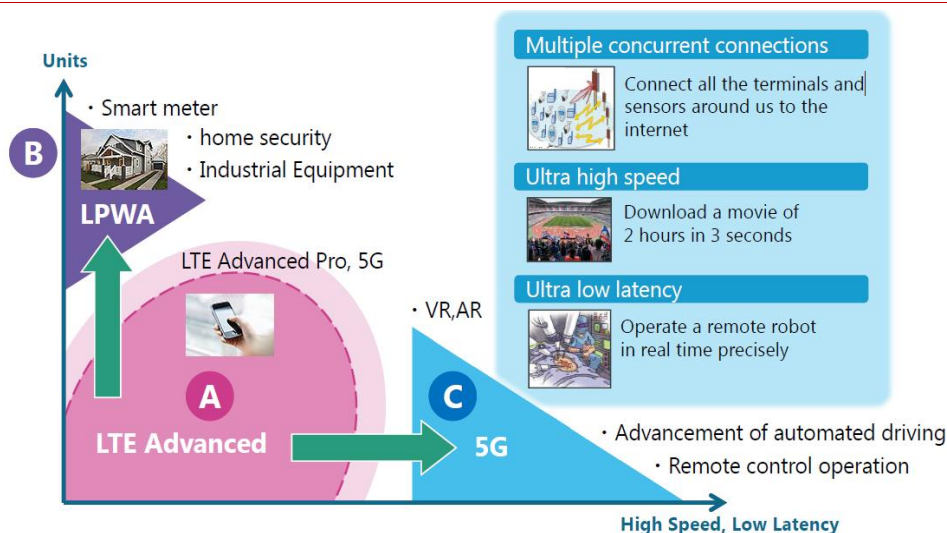 Units
・ Smart meter
・ home security
・ Industrial Equipment
B
LPWA
LTE Advanced Pro, 5G
A
LTE Advanced
・ VR,AR
C
5G
・ Advancement of automated driving
・ Remote control operation
High Speed, Low Latency
Multiple concurrent connections
Connect all the terminals and
sensors around us to the
internet
Ultra high speed
Download a movie of
2 hours in 3 seconds
Ultra low latency
Operate a remote robot
in real time precisely